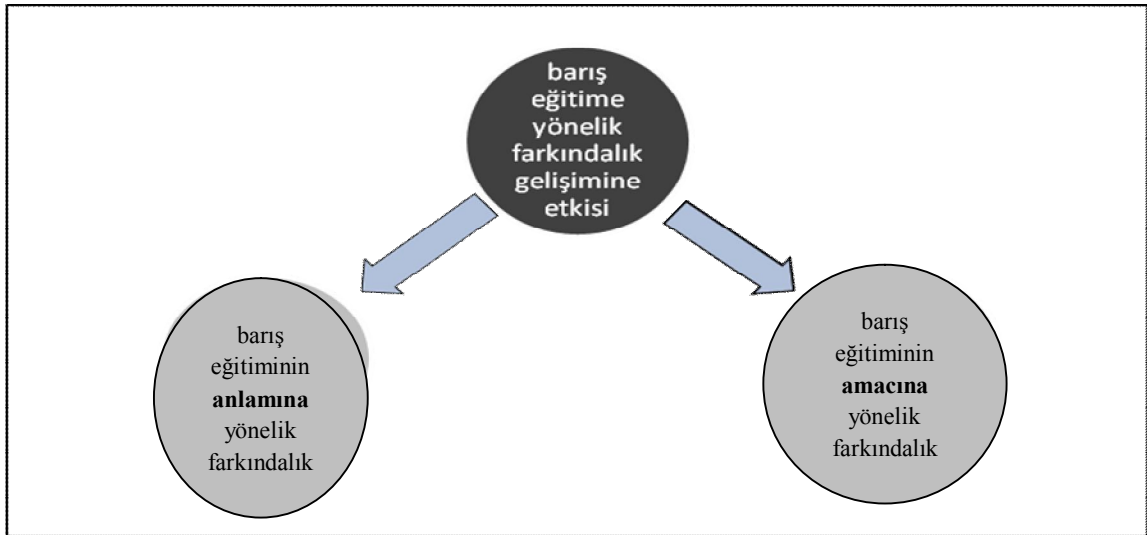 barış
eğitime
yönelik
farkındalık
gelişimine
etkisi
barış
eğitiminin
anlamına
yönelik
farkındalık
barış
eğitiminin
amacına
yönelik
farkındalık